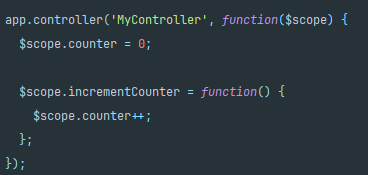 app.controller('MyController', function($scope) {
  $scope.counter = 0;

  $scope.incrementCounter = function() {
    $scope.counter++;
  };
});